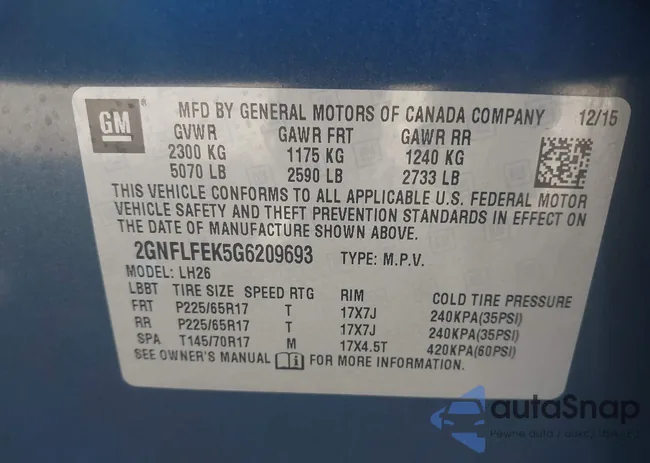 GM
MFD BY GENERAL MOTORS OF CANADA COMPANY 12/15
GVWR GAWR FRT GAWR RR
2300 KG 1175 KG 1240 KG
5070 LB 2590 LB 2733 LB
THIS VEHICLE CONFORMS TO ALL APPLICABLE U.S. FEDERAL MOTOR
VEHICLE SAFETY AND THEFT PREVENTION STANDARDS IN EFFECT ON
THE DATE OF MANUFACTURE SHOWN ABOVE.
2GNFLFEK5G6209693 TYPE: M.P.V.
MODEL: LH26
LBBT TIRE SIZE SPEED RTG RIM COLD TIRE PRESSURE
FRT P225/65R17 T 17X7J 240KPA(35PSI)
RR P225/65R17 T 17X7J 240KPA(35PSI)
SPA T145/70R17 M 17X4.5T 420KPA(60PSI)
SEE OWNER'S MANUAL FOR MORE INFORMATION.
autaSnap
Pewne auta / aukcje